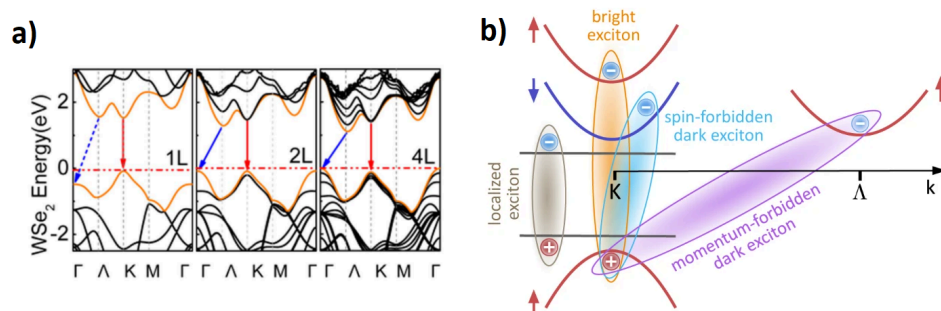 a)
WSe₂ Energy(eV)
2
0
-2
1L
2L
4L
Γ Λ K M Γ Λ K M Γ Λ K M Γ
b)
bright
exciton
spin-forbidden
dark exciton
localized
exciton
K
Λ
k
momentum-forbidden
dark exciton